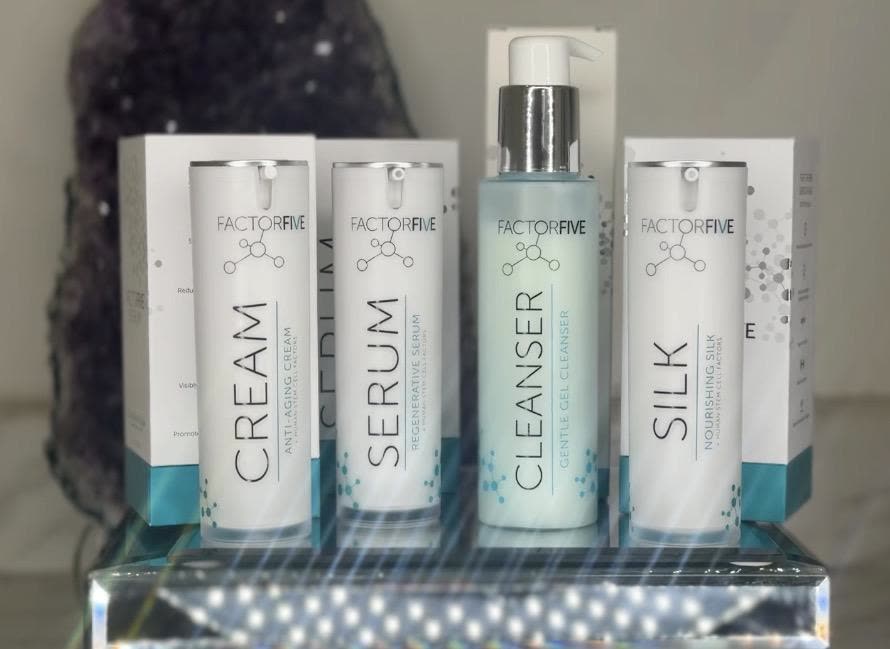 FACTORFIVE
CREAM
ANTI-AGING CREAM
+ HUMAN STEM CELL FACTORS
FACTORFIVE
SERUM
REGENERATIVE SERUM
+ HUMAN STEM CELL FACTORS
FACTORFIVE
CLEANSER
GENTLE GEL CLEANSER
FACTORFIVE
SILK
NOURISHING SILK
+ HUMAN STEM CELL FACTORS
SERUM